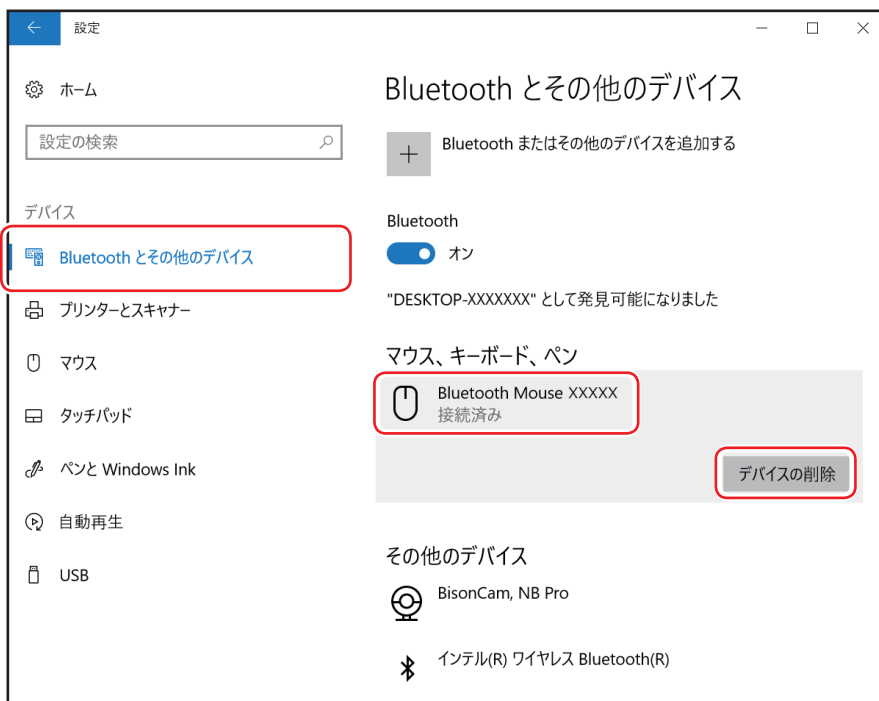 設定
ホーム
設定の検索
デバイス
Bluetooth とその他のデバイス
プリンターとスキャナー
マウス
タッチパッド
ペンと Windows Ink
自動再生
USB
Bluetooth とその他のデバイス
Bluetooth またはその他のデバイスを追加する
Bluetooth
オン
"DESKTOP-XXXXXXX" として発見可能になりました
マウス、キーボード、ペン
Bluetooth Mouse XXXXX
接続済み
デバイスの削除
その他のデバイス
BisonCam, NB Pro
インテル(R) ワイヤレス Bluetooth(R)